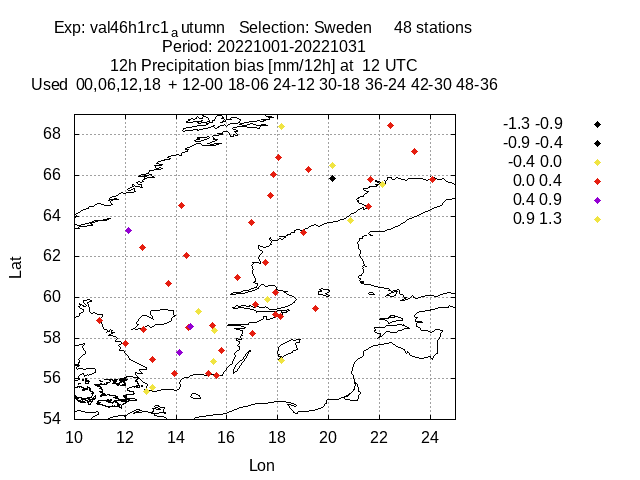 Exp: val46h1rc1autumn   Selection: Sweden     48 stations
Period: 20221001-20221031
12h Precipitation bias [mm/12h] at  12 UTC
Used  00,06,12,18  + 12-00 18-06 24-12 30-18 36-24 42-30 48-36
-1.3 -0.9
-0.9 -0.4
-0.4 0.0
0.0 0.4
0.4 0.9
0.9 1.3
68
66
64
62
60
58
56
54
Lat
10 12 14 16 18 20 22 24
Lon